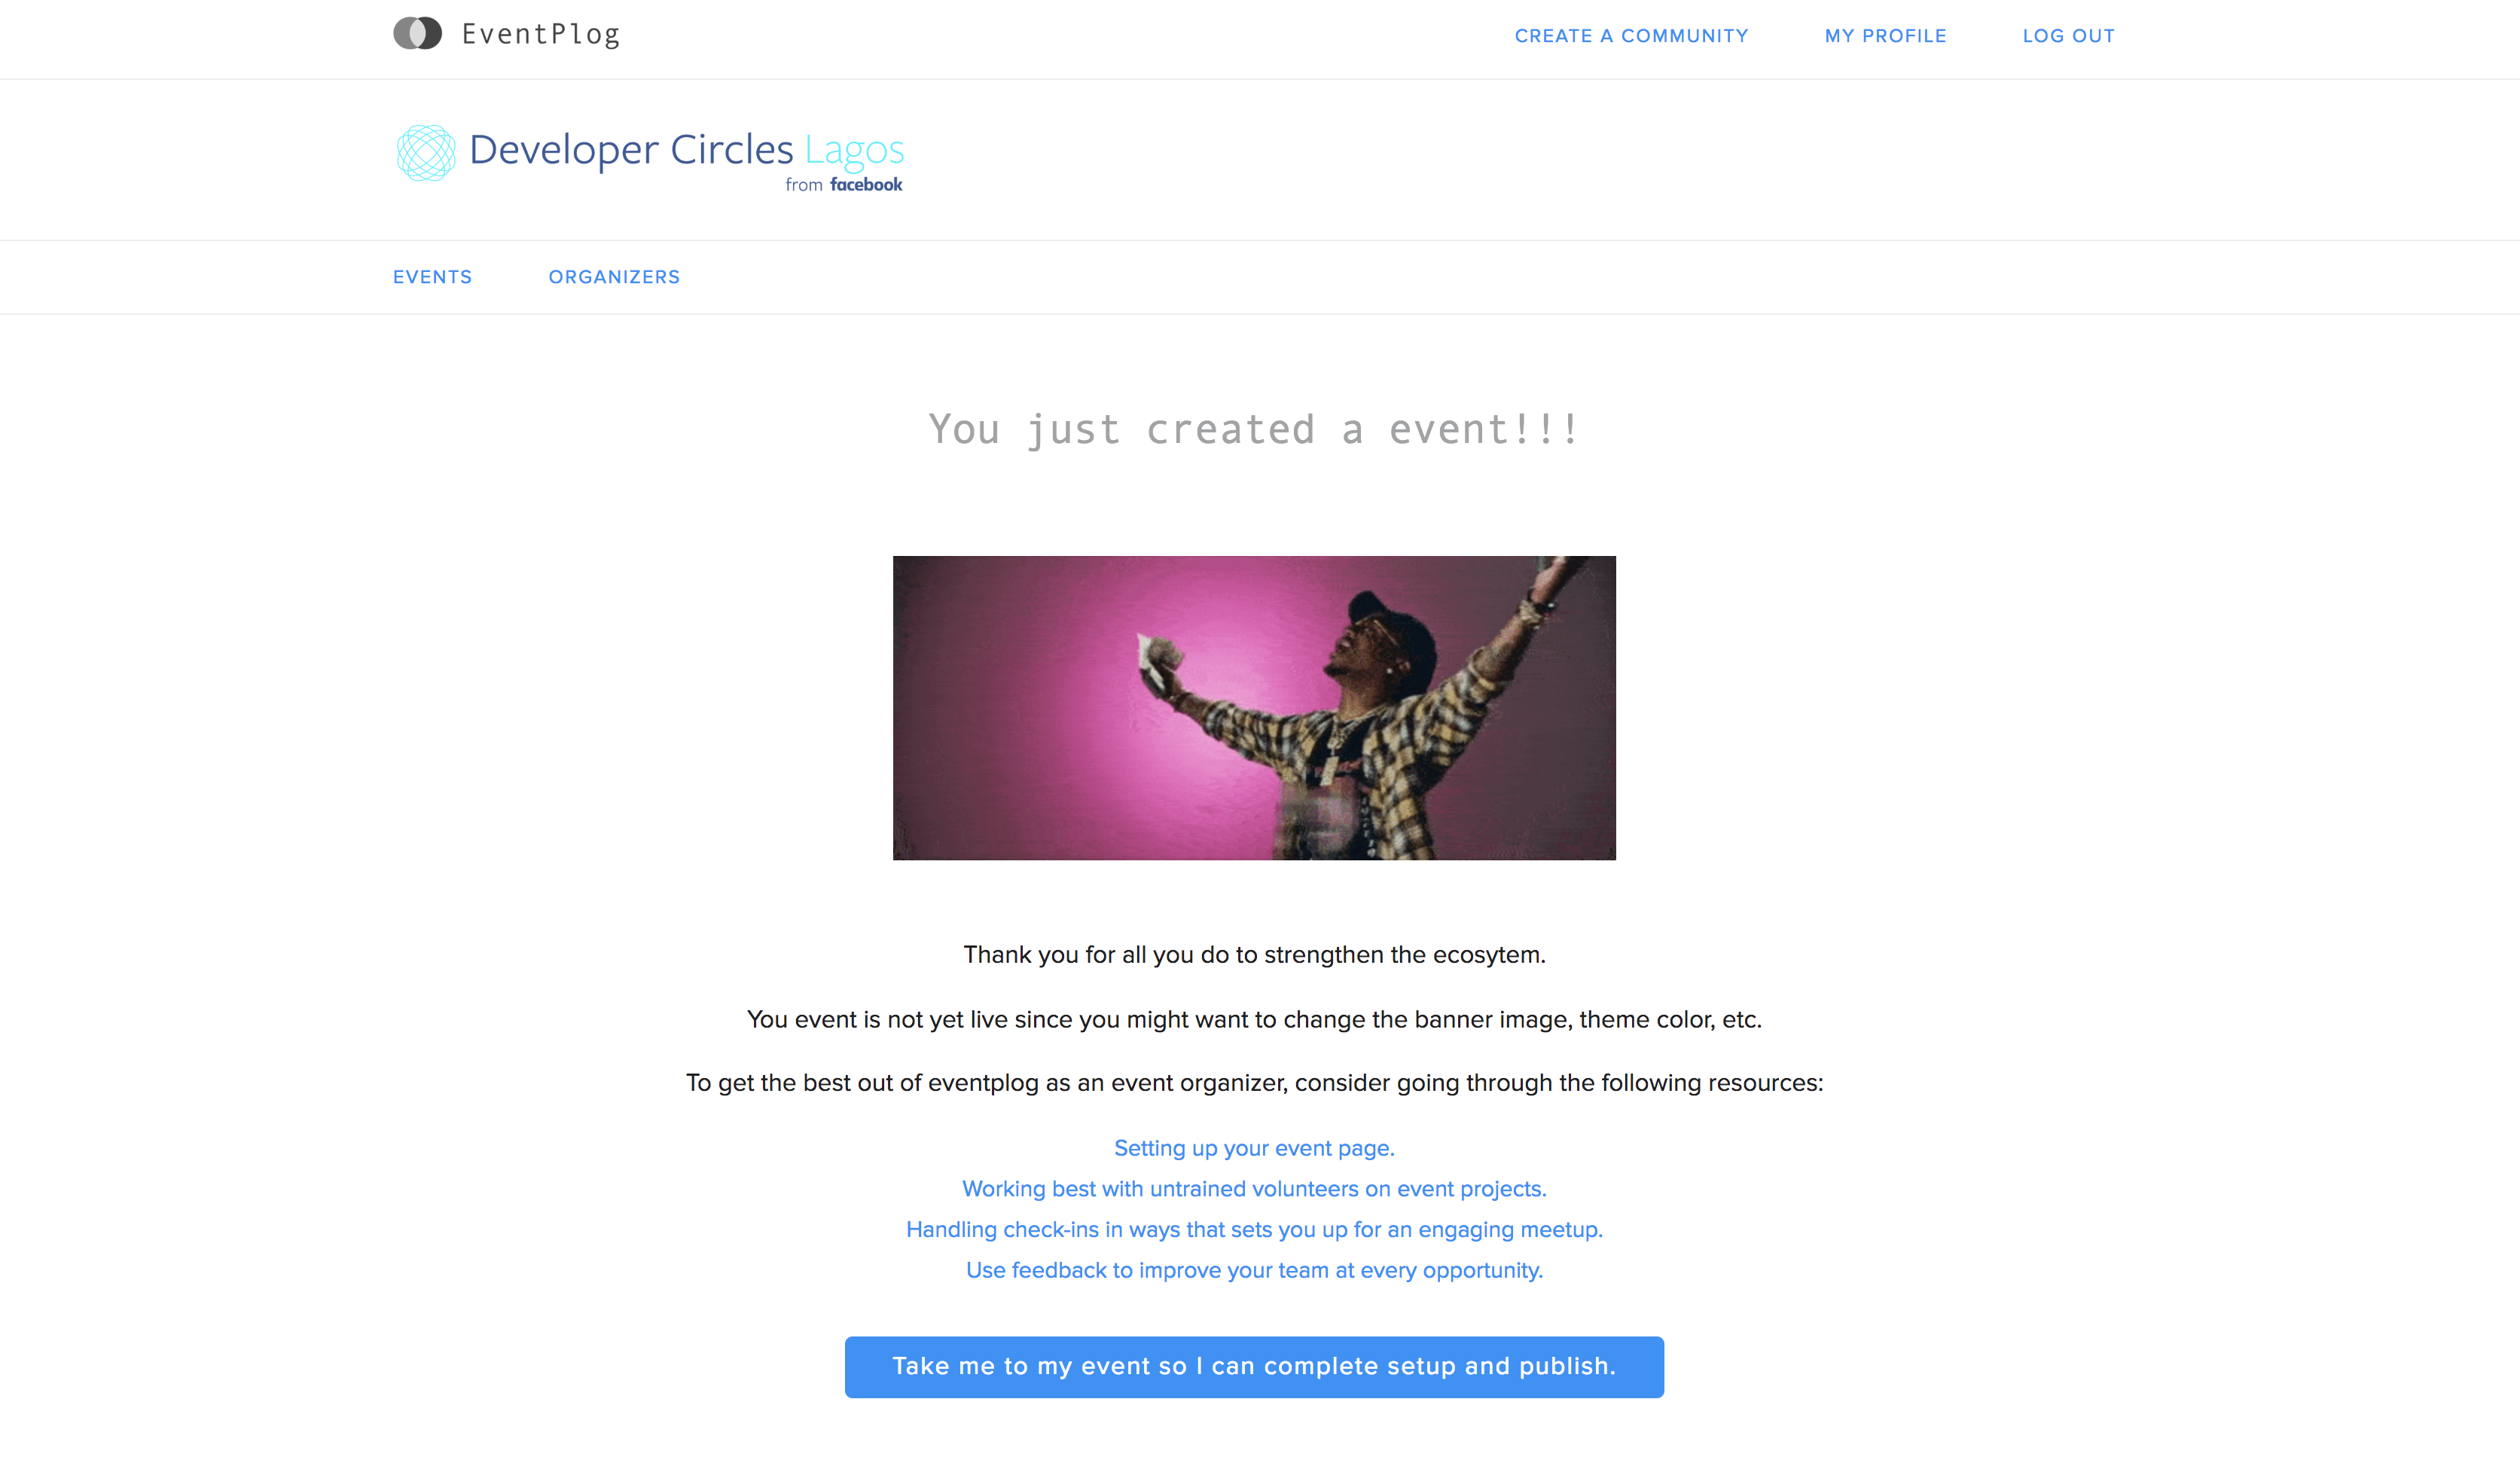 EventPlog
CREATE A COMMUNITY
MY PROFILE
LOG OUT
Developer Circles Lagos
from facebook
EVENTS
ORGANIZERS
You just created a event!!!
Thank you for all you do to strengthen the ecosytem.
You event is not yet live since you might want to change the banner image, theme color, etc.
To get the best out of eventplog as an event organizer, consider going through the following resources:
Setting up your event page.
Working best with untrained volunteers on event projects.
Handling check-ins in ways that sets you up for an engaging meetup.
Use feedback to improve your team at every opportunity.
Take me to my event so I can complete setup and publish.